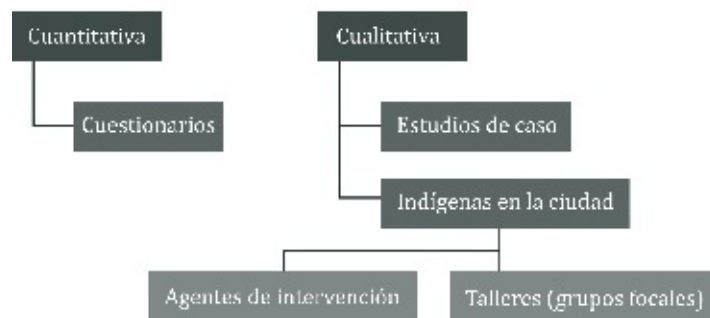 Cuantitativa
Cualitativa
Cuestionarios
Estudios de caso
Indígenas en la ciudad
Agentes de intervención
Talleres (grupos focales)